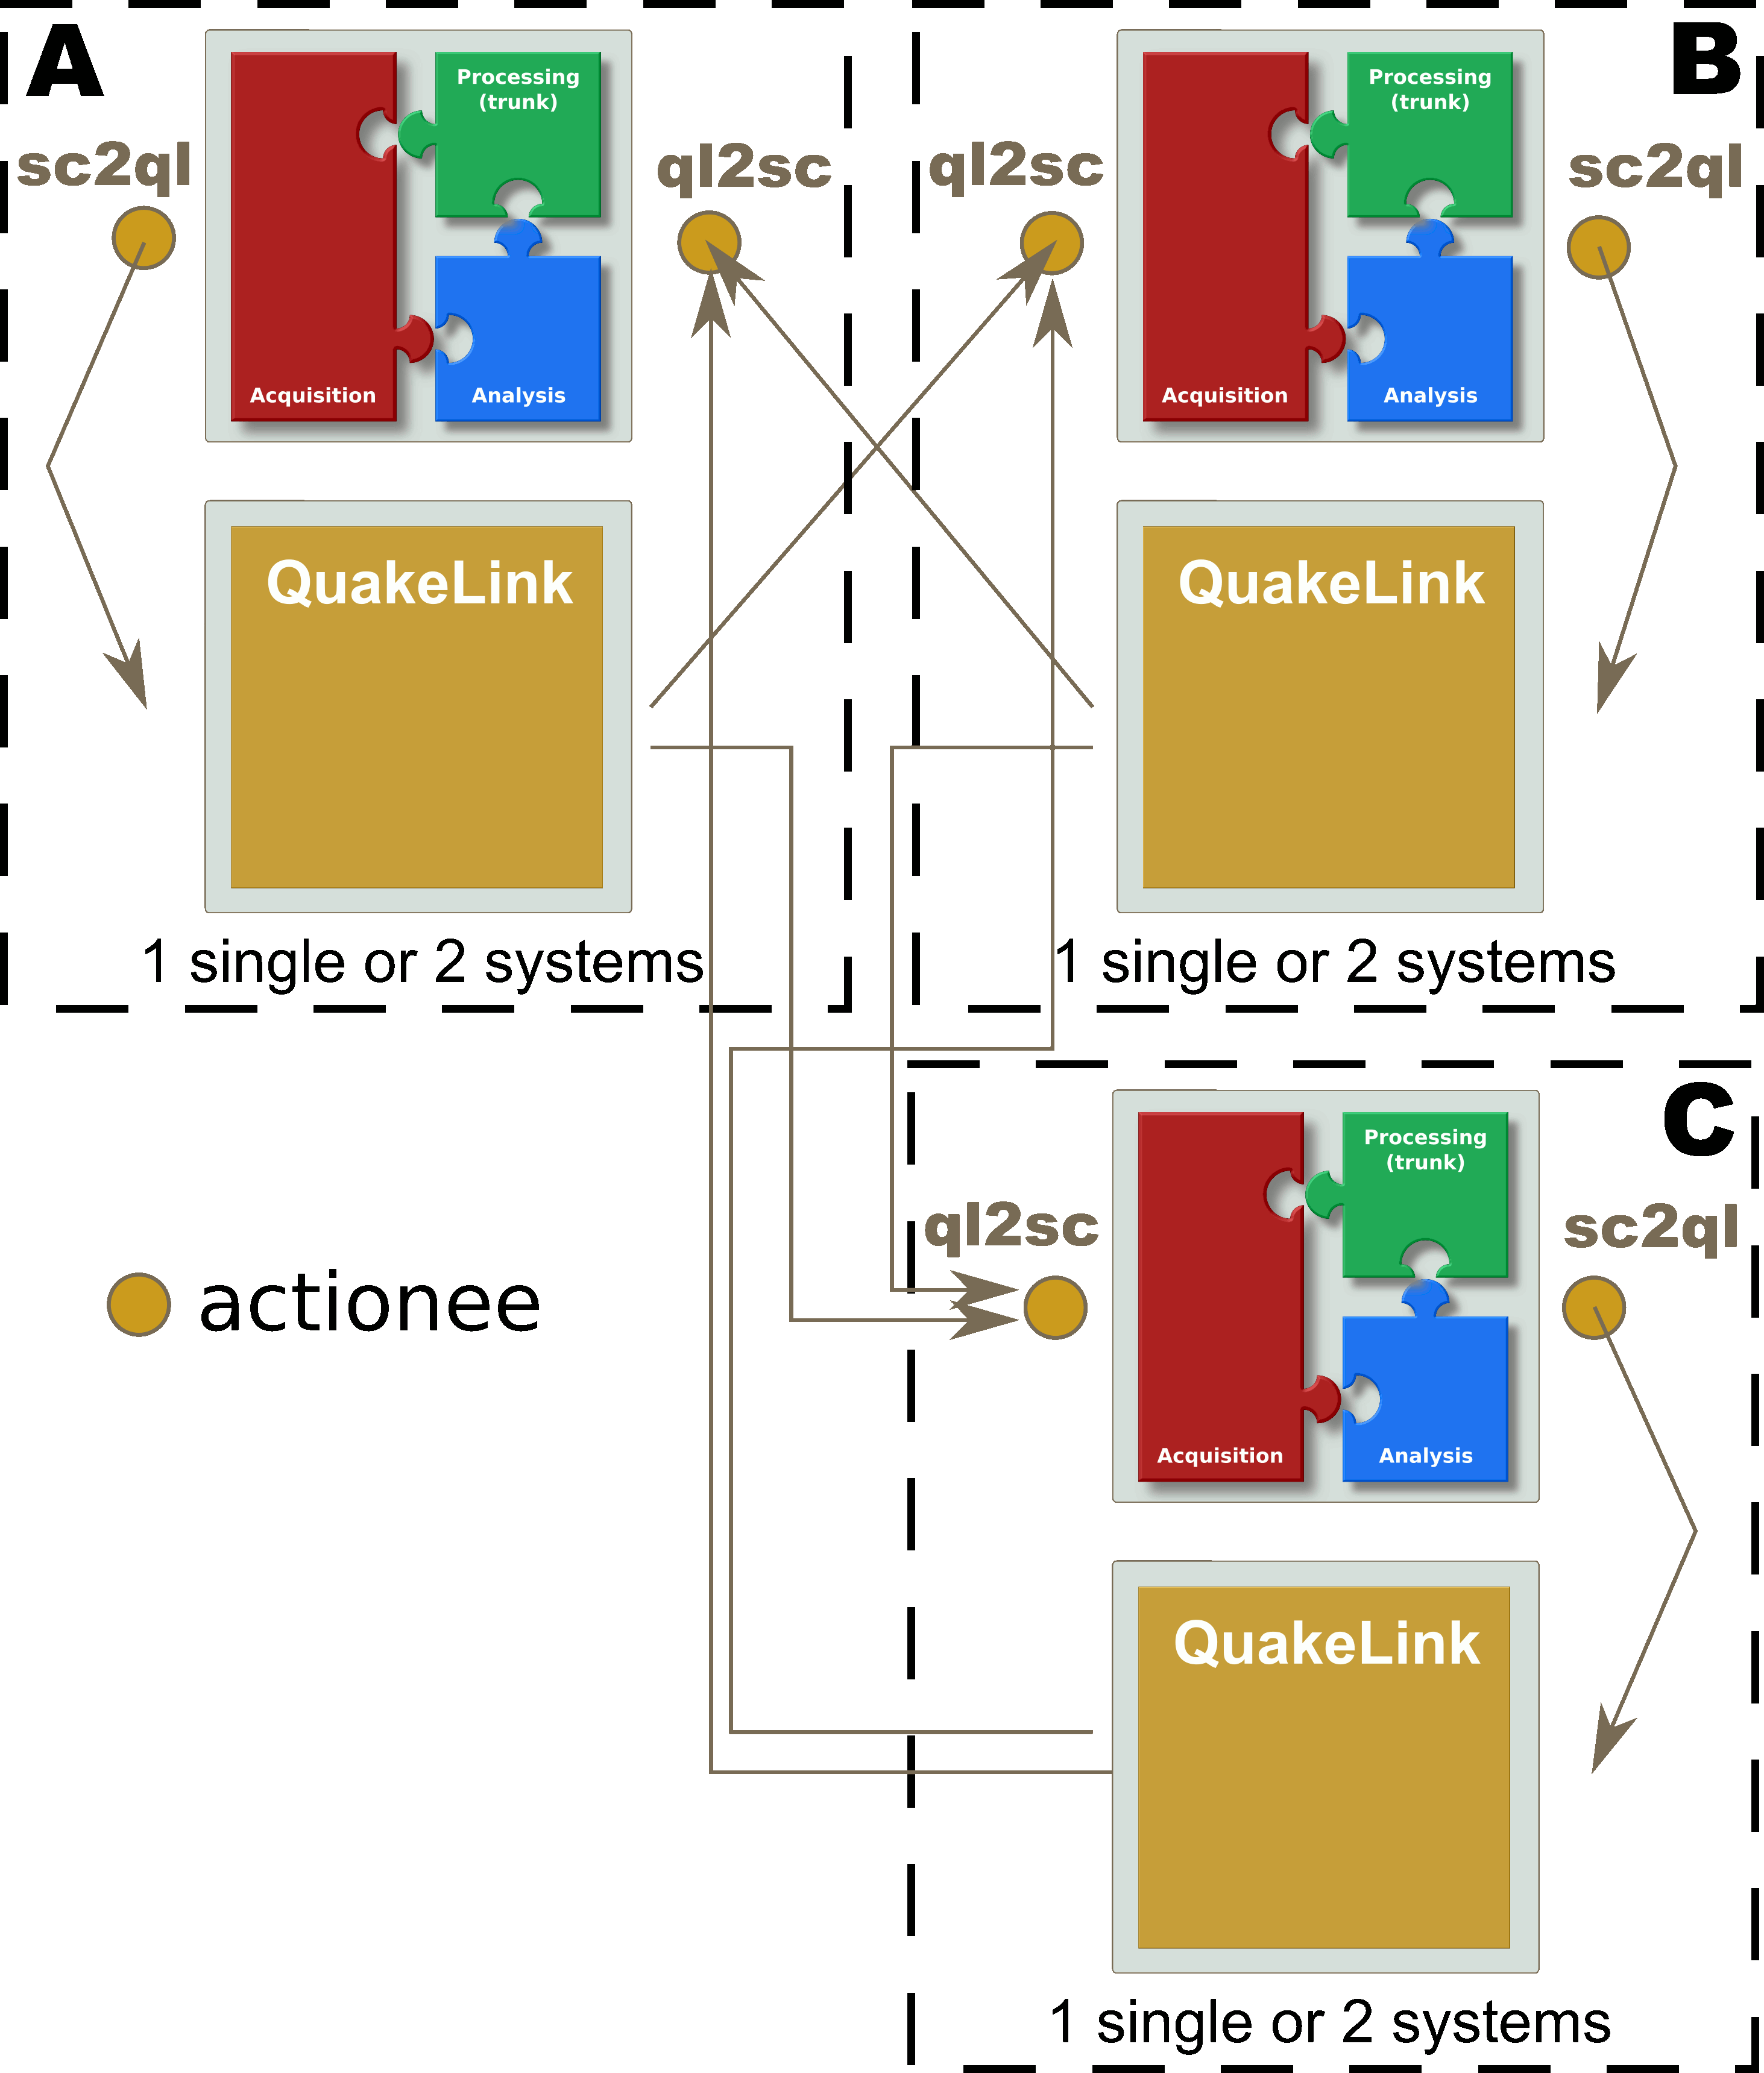 A
sc2ql
Processing
(trunk)
Acquisition
Analysis
ql2sc
QuakeLink
1 single or 2 systems
B
ql2sc
Processing
(trunk)
Acquisition
Analysis
sc2ql
QuakeLink
1 single or 2 systems
C
ql2sc
Processing
(trunk)
Acquisition
Analysis
sc2ql
QuakeLink
1 single or 2 systems
actionee